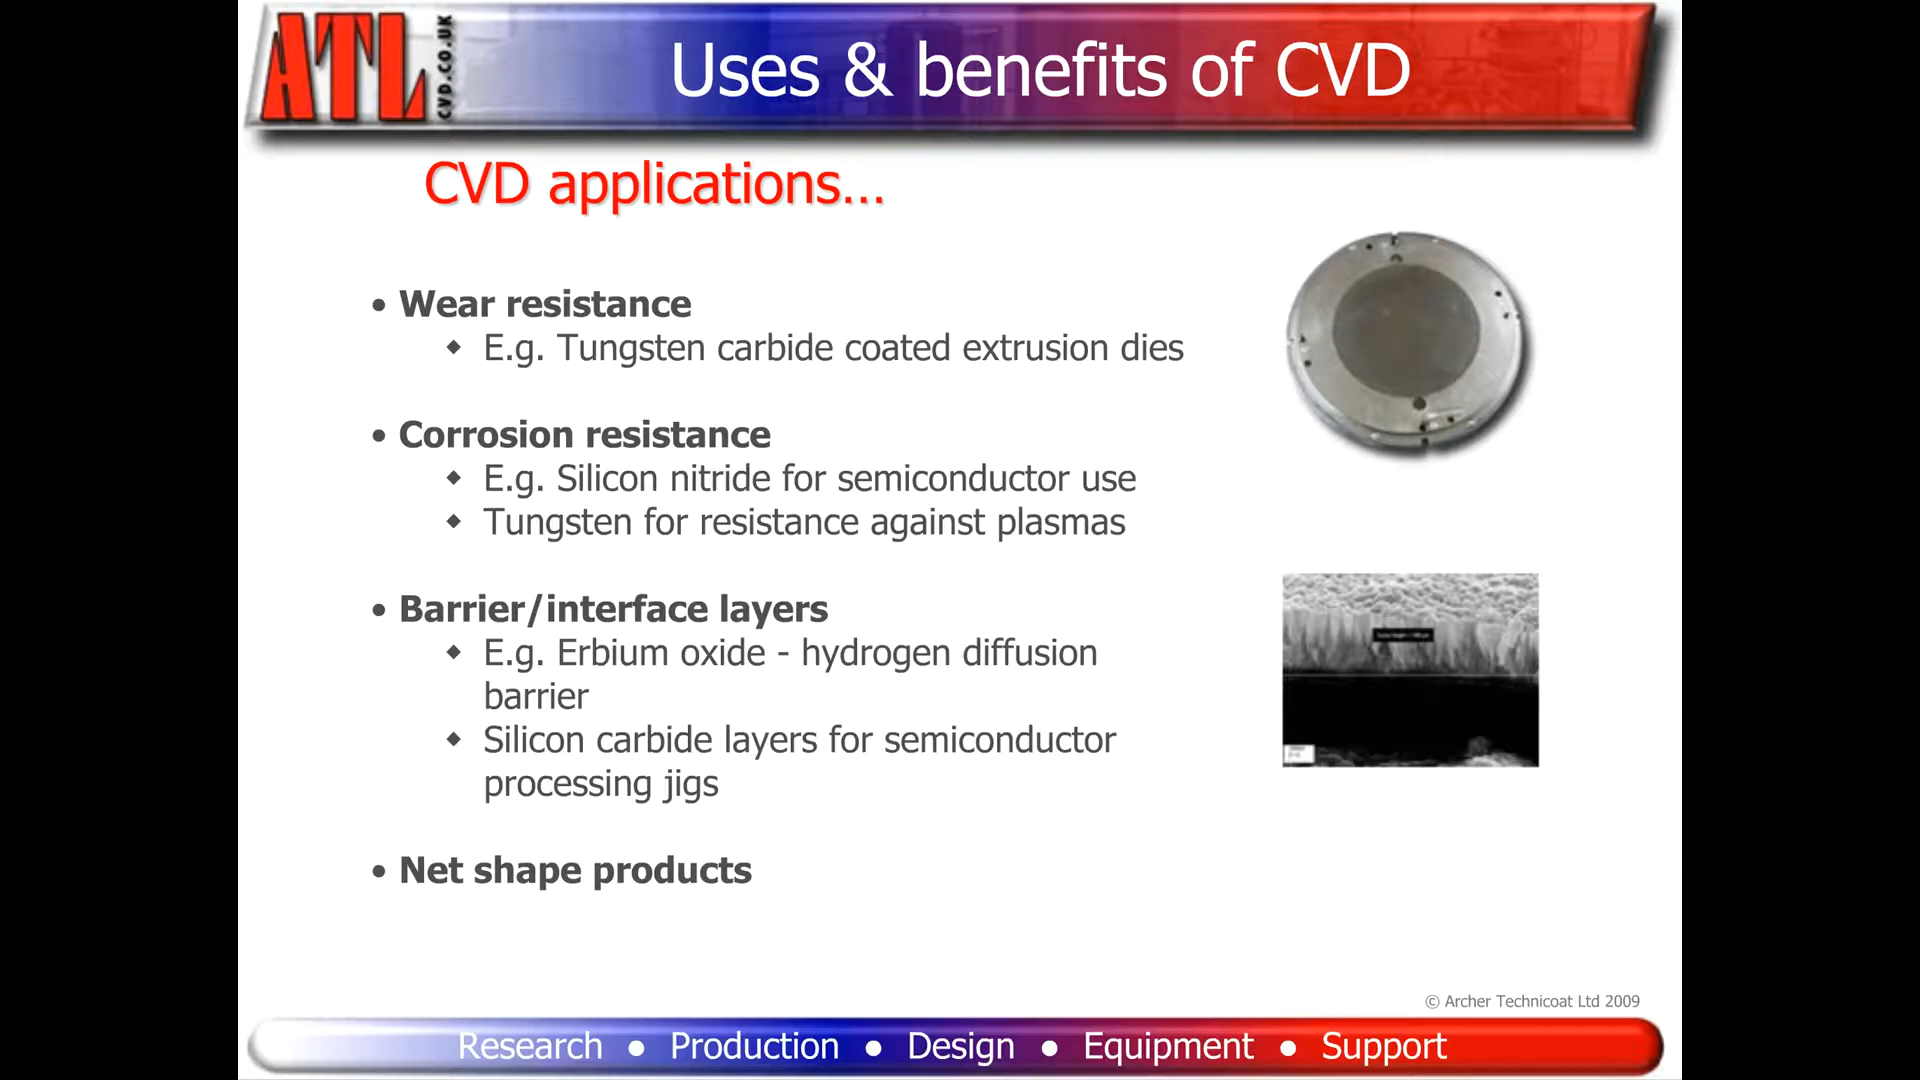 ATL
CVD.CO.UK
Uses & benefits of CVD
CVD applications...
• Wear resistance
◆ E.g. Tungsten carbide coated extrusion dies
• Corrosion resistance
◆ E.g. Silicon nitride for semiconductor use
◆ Tungsten for resistance against plasmas
• Barrier/interface layers
◆ E.g. Erbium oxide - hydrogen diffusion
barrier
◆ Silicon carbide layers for semiconductor
processing jigs
• Net shape products
© Archer Technicoat Ltd 2009
Research ● Production ● Design ● Equipment ● Support